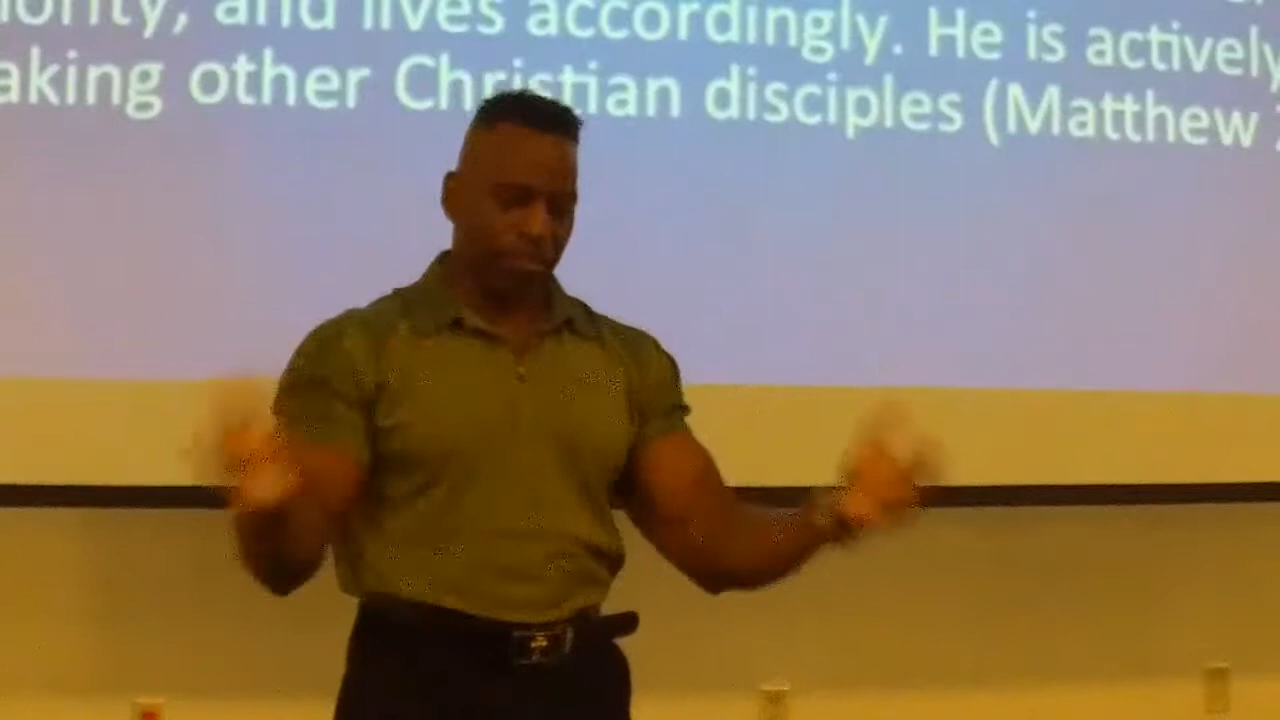 and lives accordingly. He is actively
other Christian disciples (Matthew